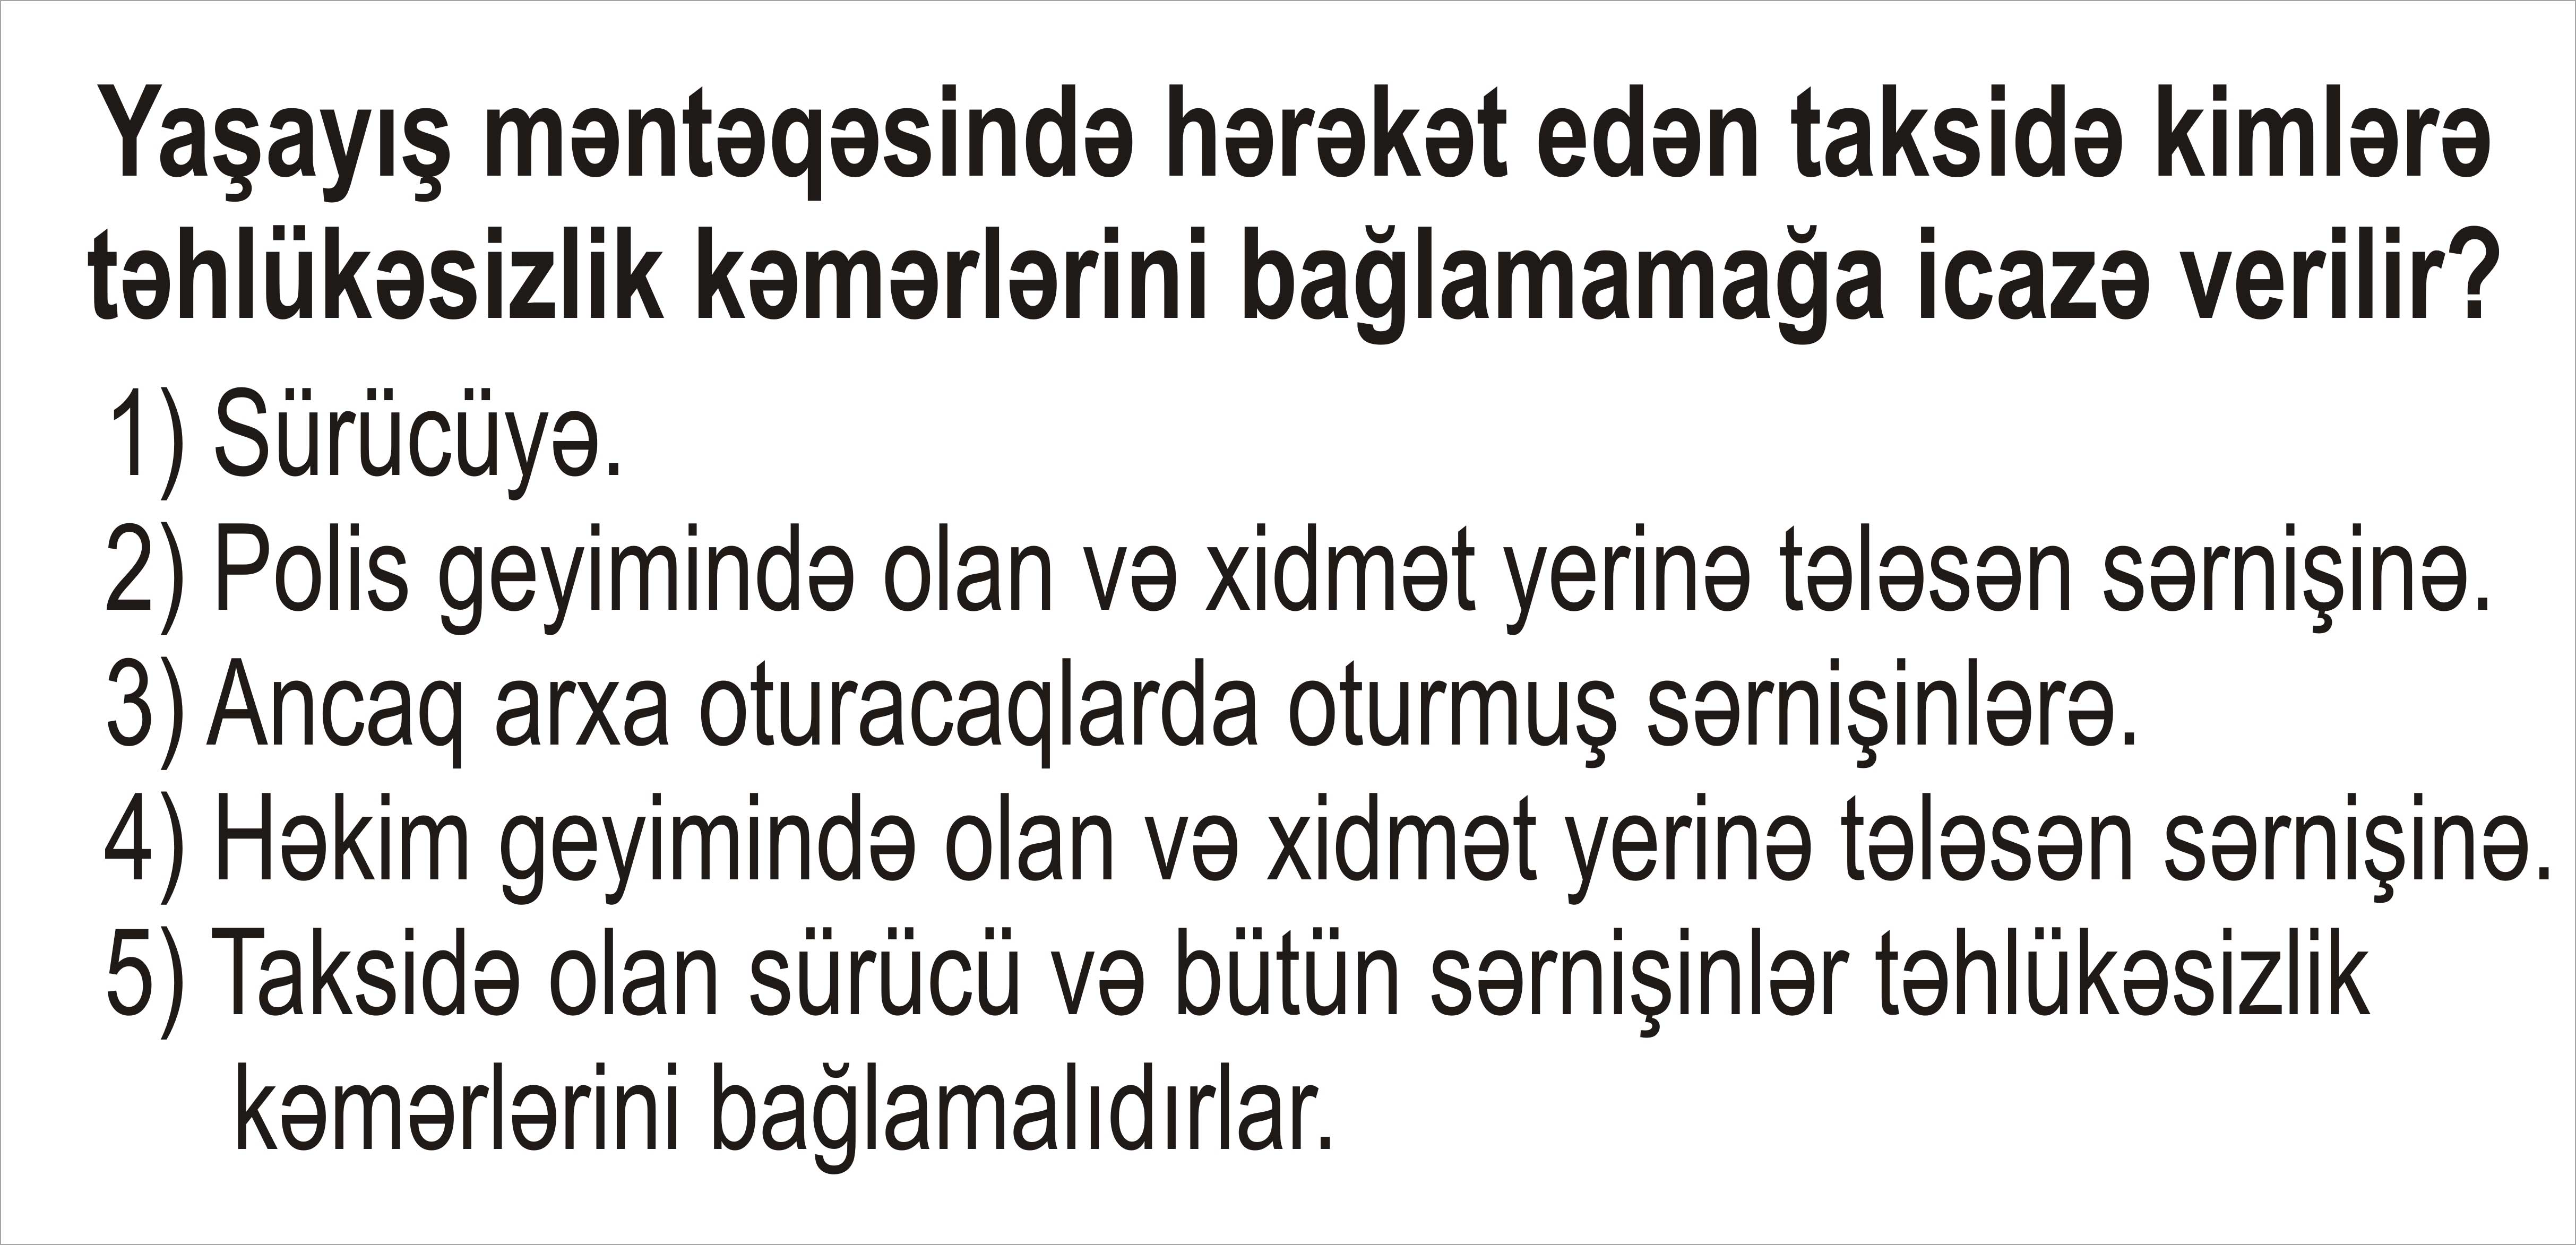 Yaşayış məntəqəsində hərəkət edən taksidə kimlərə
təhlükəsizlik kəmərlərini bağlamamağa icazə verilir?
1) Sürücüyə.
2) Polis geyimində olan və xidmət yerinə tələsən sərnişinə.
3) Ancaq arxa oturacaqlarda oturmuş sərnişinlərə.
4) Həkim geyimində olan və xidmət yerinə tələsən sərnişinə.
5) Taksidə olan sürücü və bütün sərnişinlər təhlükəsizlik
kəmərlərini bağlamalıdırlar.